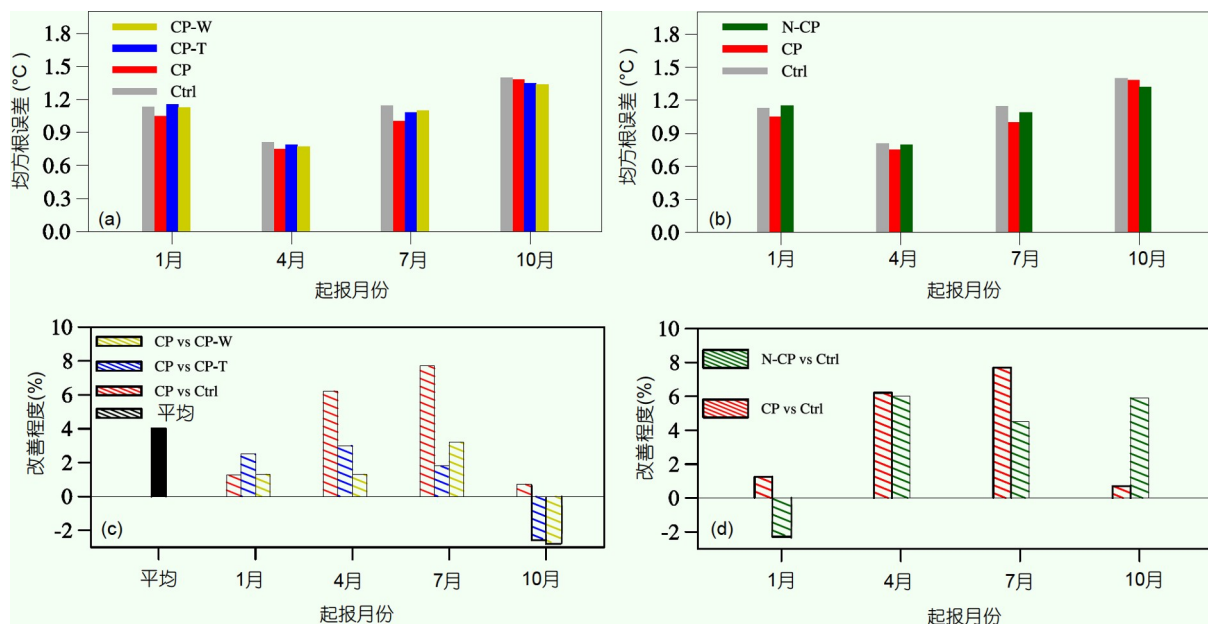 均方根误差 (°C)
1.8
1.5
1.2
0.9
0.6
0.3
0.0
CP-W
CP-T
CP
Ctrl
(a)
1月
4月
7月
10月
起报月份
均方根误差 (°C)
1.8
1.5
1.2
0.9
0.6
0.3
0.0
N-CP
CP
Ctrl
(b)
1月
4月
7月
10月
起报月份
改善程度(%)
10
8
6
4
2
0
-2
CP vs CP-W
CP vs CP-T
CP vs Ctrl
平均
(c)
平均
1月
4月
7月
10月
起报月份
改善程度(%)
10
8
6
4
2
0
-2
N-CP vs Ctrl
CP vs Ctrl
(d)
1月
4月
7月
10月
起报月份